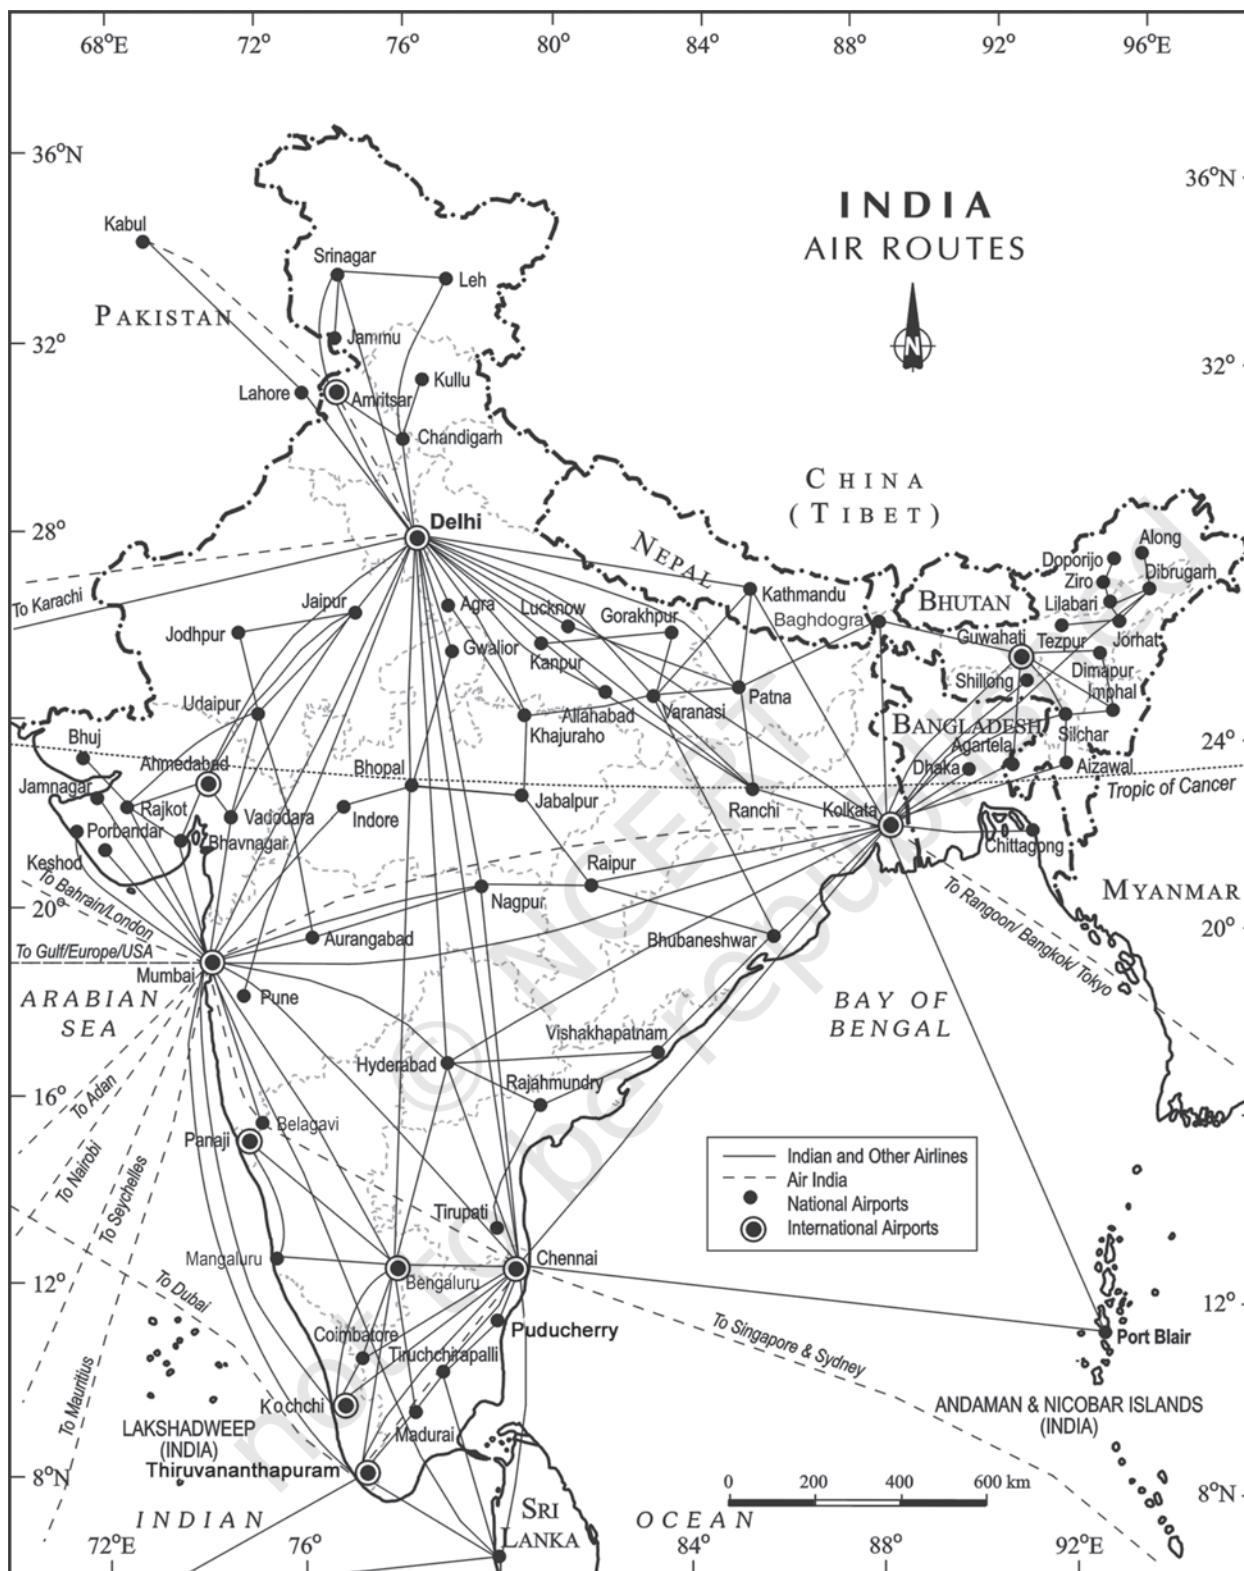 68°E 72° 76° 80° 84° 88° 92° 96°E
36°N
36°N
INDIA
AIR ROUTES
Kabul
Srinagar
Leh
PAKISTAN
N
Jammu
32°
32°
Kullu
Lahore
Amritsar
Chandigarh
CHINA
(TIBET)
28°
Delhi
NEPAL
Along
Doporijo
Ziro
Dibrugarh
To Karachi
Jaipur
Agra
Lucknow
Gorakhpur
Kathmandu
BHUTAN
Lilabari
Baghdogra
Jodhpur
Gwalior
Kanpur
Guwahati
Tezpur
Jorhat
Dimapur
Shillong
Imphal
Udaipur
Allahabad
Varanasi
Patna
Khajuraho
BANGLADESH
Silchar
Bhuj
Agartela
24°
Ahmedabad
Bhopal
Dhaka
Aizawal
Jamnagar
Tropic of Cancer
Rajkot
Vadodara
Indore
Jabalpur
Ranchi
Kolkata
Porbandar
Bhavnagar
Chittagong
Keshod
Raipur
To Bahrain/London
Nagpur
To Rangoon/ Bangkok/ Tokyo
MYANMAR
20°
20°
To Gulf/Europe/USA
Aurangabad
Bhubaneshwar
Mumbai
ARABIAN
SEA
Pune
BAY OF
BENGAL
Vishakhapatnam
Hyderabad
Rajahmundry
16°
To Adan
Belagavi
Panaji
Indian and Other Airlines
Air India
National Airports
International Airports
To Nairobi
To Seychelles
Tirupati
Mangaluru
Chennai
Bengaluru
12°
12°
To Dubai
Coimbatore
Puducherry
Port Blair
Tiruchchirapalli
To Singapore & Sydney
To Mauritius
Kochchi
Madurai
ANDAMAN & NICOBAR ISLANDS
(INDIA)
LAKSHADWEEP
(INDIA)
Thiruvananthapuram
8°N
8°N
0 200 400 600 km
SRI
LANKA
INDIAN OCEAN
72°E 76° 84° 88° 92°E
© NCERT
not to be republished